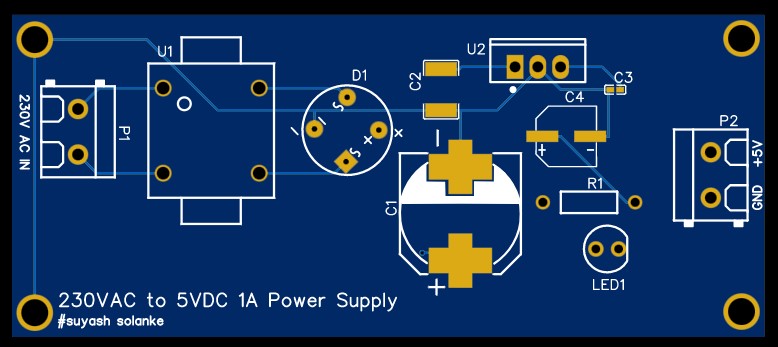 U1
D1
C2
U2
C3
C4
230V AC IN
P1
S
S
+
+
-
-
+
-
P2
+5V
GND
R1
C1
LED1
+
230VAC to 5VDC 1A Power Supply
#suyash solanke